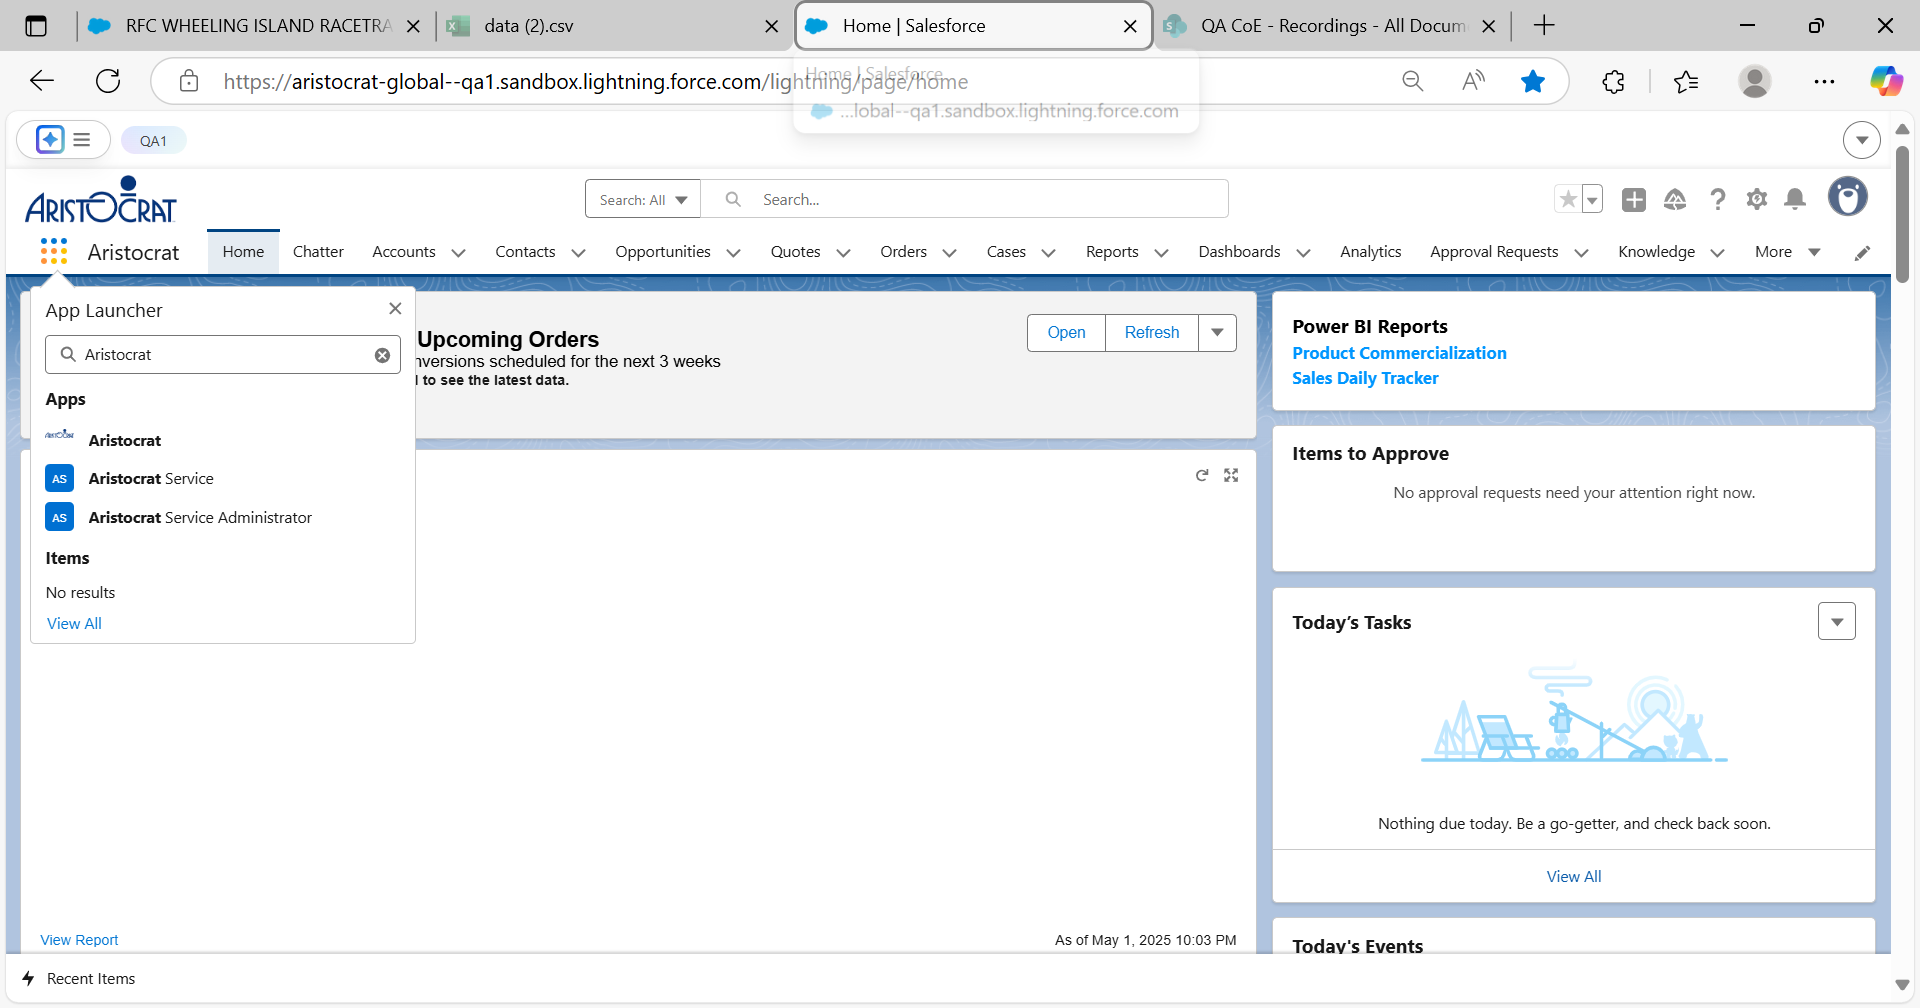 RFC WHEELING ISLAND RACETRA
data (2).csv
Home | Salesforce
QA CoE - Recordings - All Docum
https://aristocrat-global--qa1.sandbox.lightning.force.com/lightning/page/home
Home | Salesforce
...lobal--qa1.sandbox.lightning.force.com
QA1
ARISTOCRAT
Search: All
Search...
Aristocrat
Home
Chatter
Accounts
Contacts
Opportunities
Quotes
Orders
Cases
Reports
Dashboards
Analytics
Approval Requests
Knowledge
More
App Launcher
Aristocrat
Apps
ARISTOCRAT
Aristocrat
AS
Aristocrat Service
AS
Aristocrat Service Administrator
Items
No results
View All
Upcoming Orders
nversions scheduled for the next 3 weeks
to see the latest data.
Open
Refresh
View Report
As of May 1, 2025 10:03 PM
Power BI Reports
Product Commercialization
Sales Daily Tracker
Items to Approve
No approval requests need your attention right now.
Today’s Tasks
Nothing due today. Be a go-getter, and check back soon.
View All
Today's Events
Recent Items